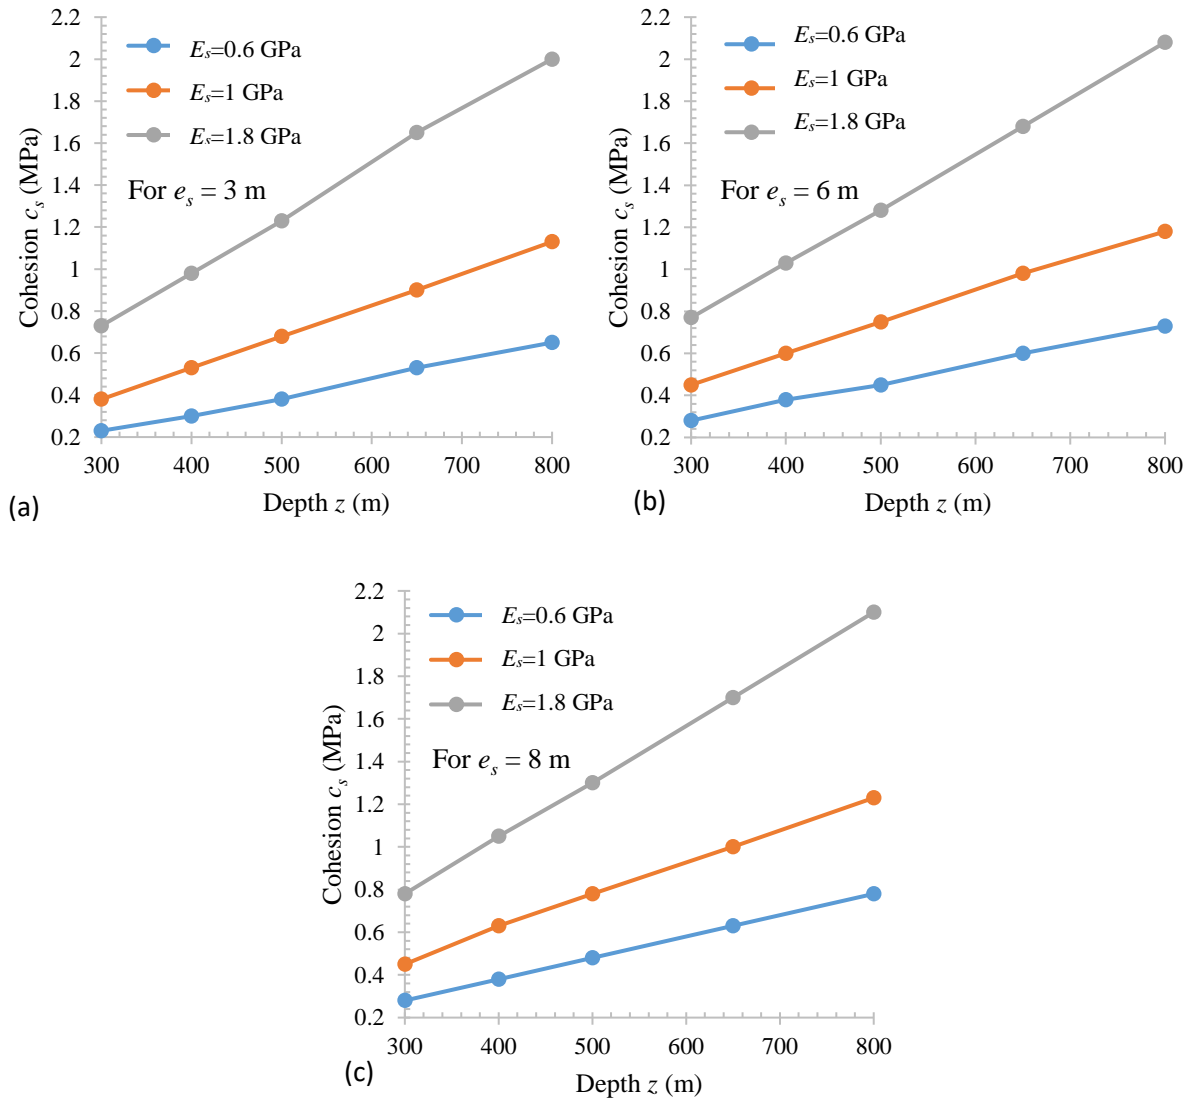 2.2
2
1.8
1.6
1.4
1.2
1
0.8
0.6
0.4
0.2
Cohesion cs (MPa)
Es=0.6 GPa
Es=1 GPa
Es=1.8 GPa
For es = 3 m
300 400 500 600 700 800
Depth z (m)
(a)
2.2
2
1.8
1.6
1.4
1.2
1
0.8
0.6
0.4
0.2
Cohesion cs (MPa)
Es=0.6 GPa
Es=1 GPa
Es=1.8 GPa
For es = 6 m
300 400 500 600 700 800
Depth z (m)
(b)
2.2
2
1.8
1.6
1.4
1.2
1
0.8
0.6
0.4
0.2
Cohesion cs (MPa)
Es=0.6 GPa
Es=1 GPa
Es=1.8 GPa
For es = 8 m
300 400 500 600 700 800
Depth z (m)
(c)